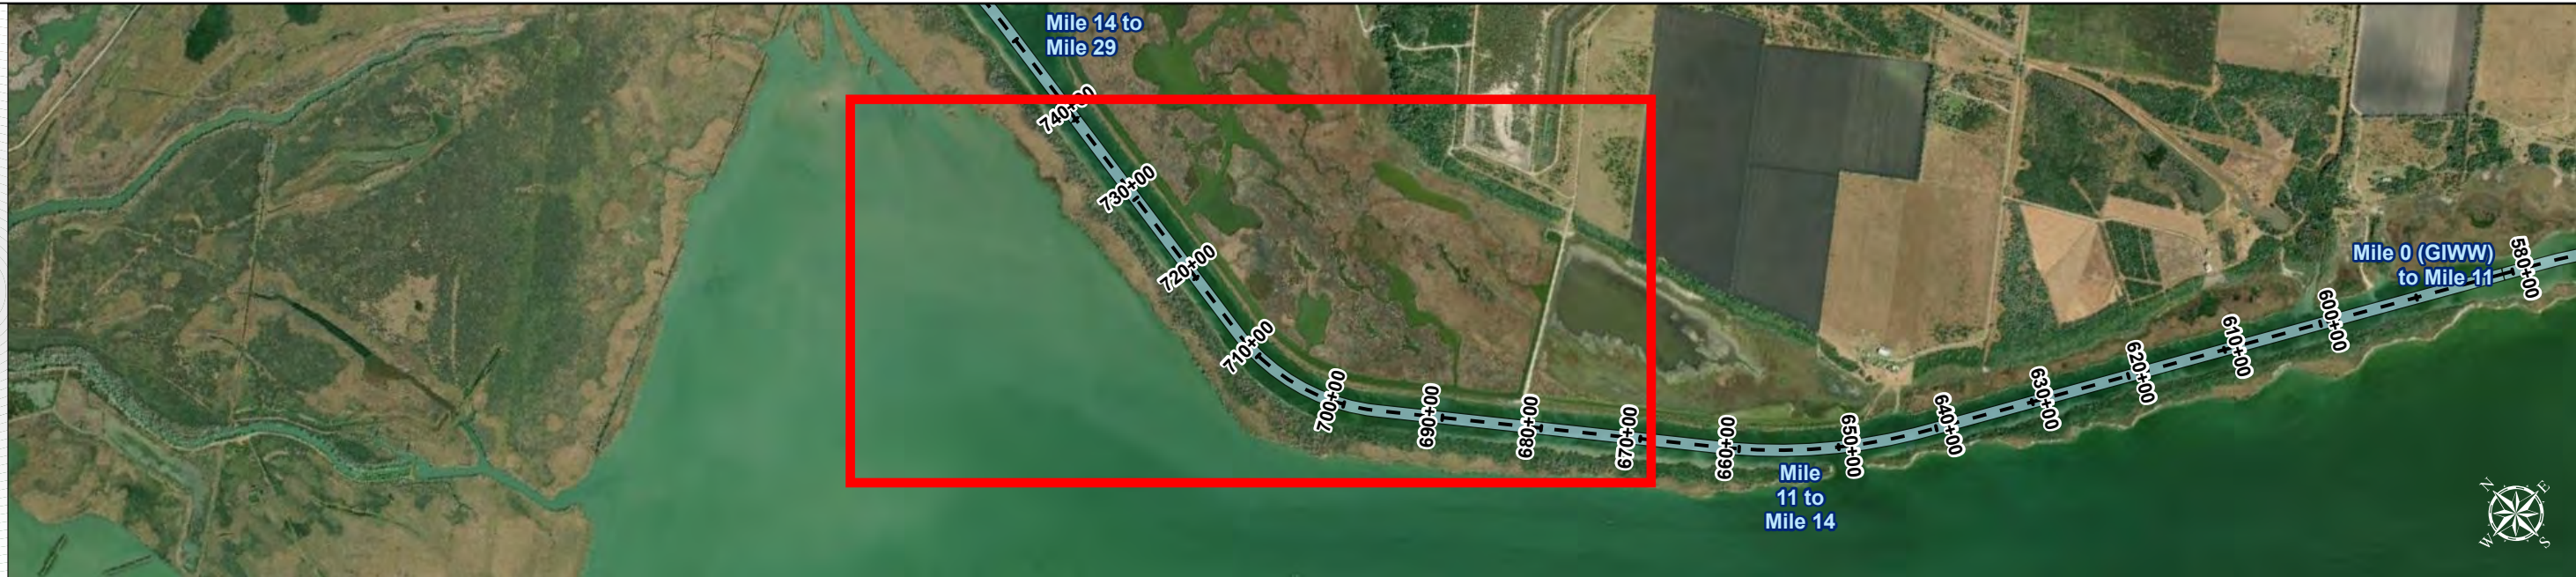 Mile 14 to
Mile 29
740+00
730+00
720+00
710+00
700+00
690+00
680+00
670+00
660+00
650+00
640+00
630+00
620+00
610+00
600+00
580+00
Mile 0 (GIWW)
to Mile 11
Mile
11 to
Mile 14
N
E
W
S